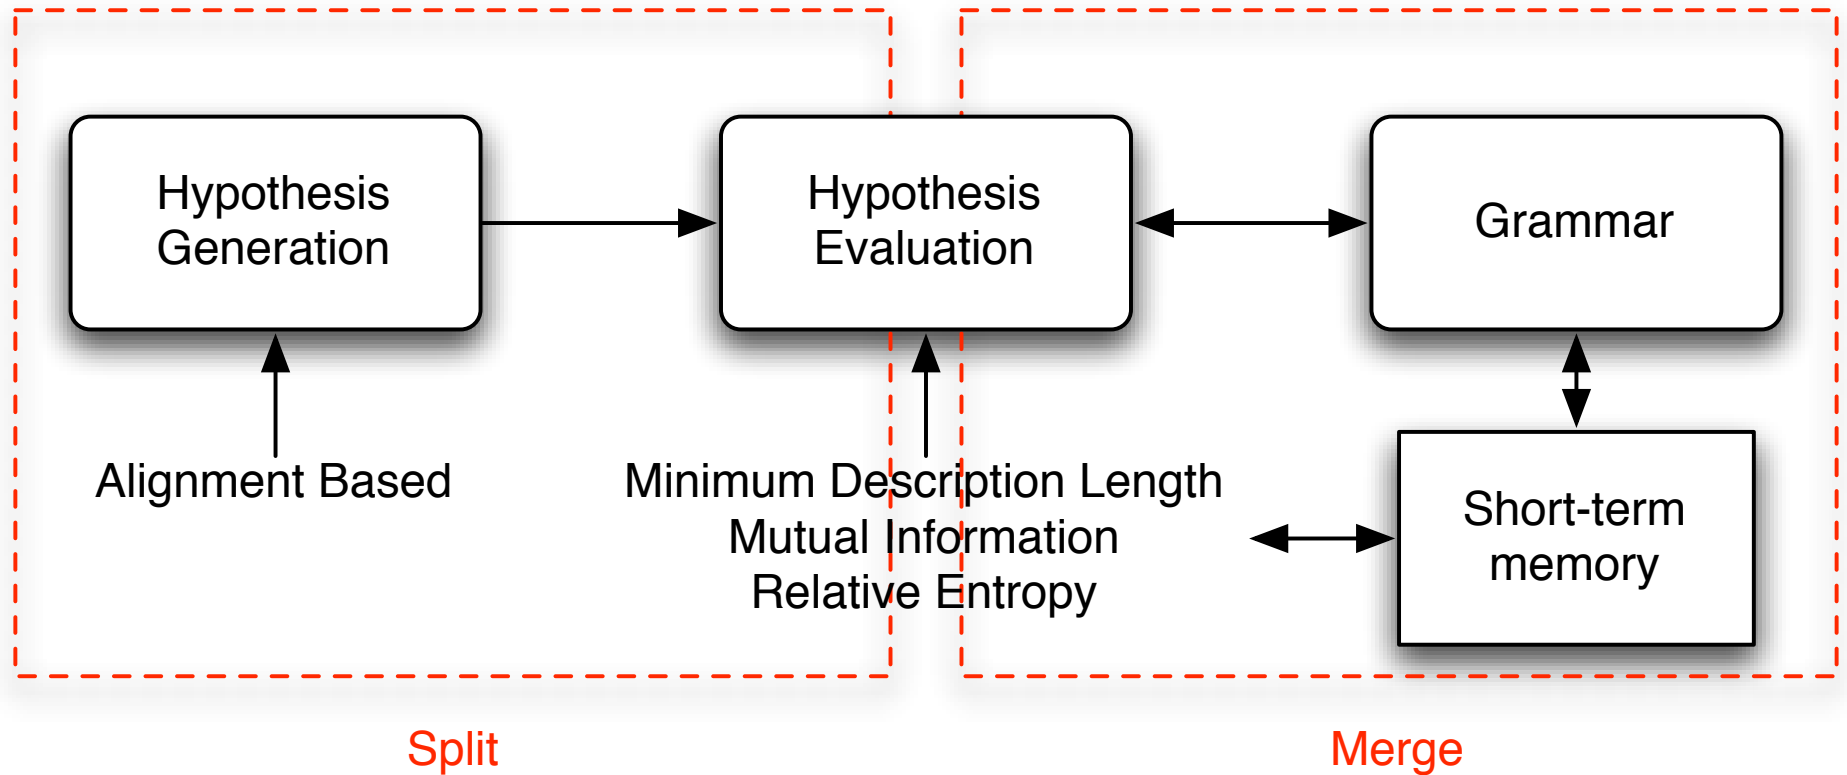 Hypothesis
Generation
Hypothesis
Evaluation
Grammar
Alignment Based
Minimum Description Length
Mutual Information
Relative Entropy
Short-term
memory
Split
Merge